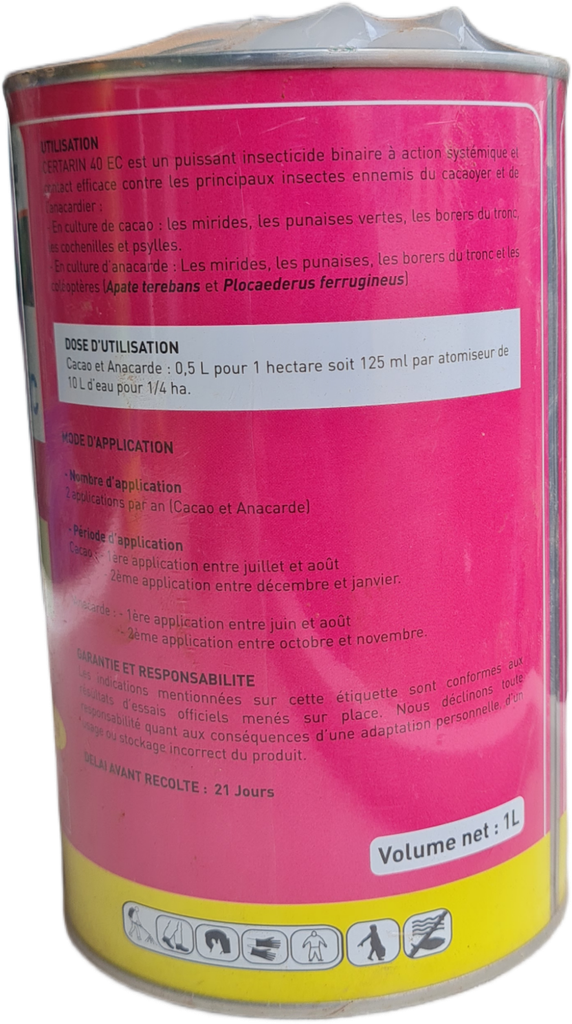 UTILISATION
CERTARIN 40 EC est un puissant insecticide binaire à action systémique et
contact efficace contre les principaux insectes ennemis du cacaoyer et de
l'anacardier :
- En culture de cacao : les mirides, les punaises vertes, les borers du tronc,
les cochenilles et psylles.
- En culture d'anacarde : Les mirides, les punaises, les borers du tronc et les
coléoptères (Apate terebans et Plocaederus ferrugineus)
DOSE D'UTILISATION
Cacao et Anacarde : 0,5 L pour 1 hectare soit 125 ml par atomiseur de
10 L d'eau pour 1/4 ha.
MODE D'APPLICATION
- Nombre d'application
2 applications par an (Cacao et Anacarde)
- Période d'application
Cacao : - 1ère application entre juillet et août
2ème application entre décembre et janvier.
Anacarde : - 1ère application entre juin et août
- 2ème application entre octobre et novembre.
GARANTIE ET RESPONSABILITE
Les indications mentionnées sur cette étiquette sont conformes aux
résultats d'essais officiels menés sur place. Nous déclinons toute
responsabilité quant aux conséquences d'une adaptation personnelle, d'un
usage ou stockage incorrect du produit.
DELAI AVANT RECOLTE : 21 Jours
Volume net : 1L